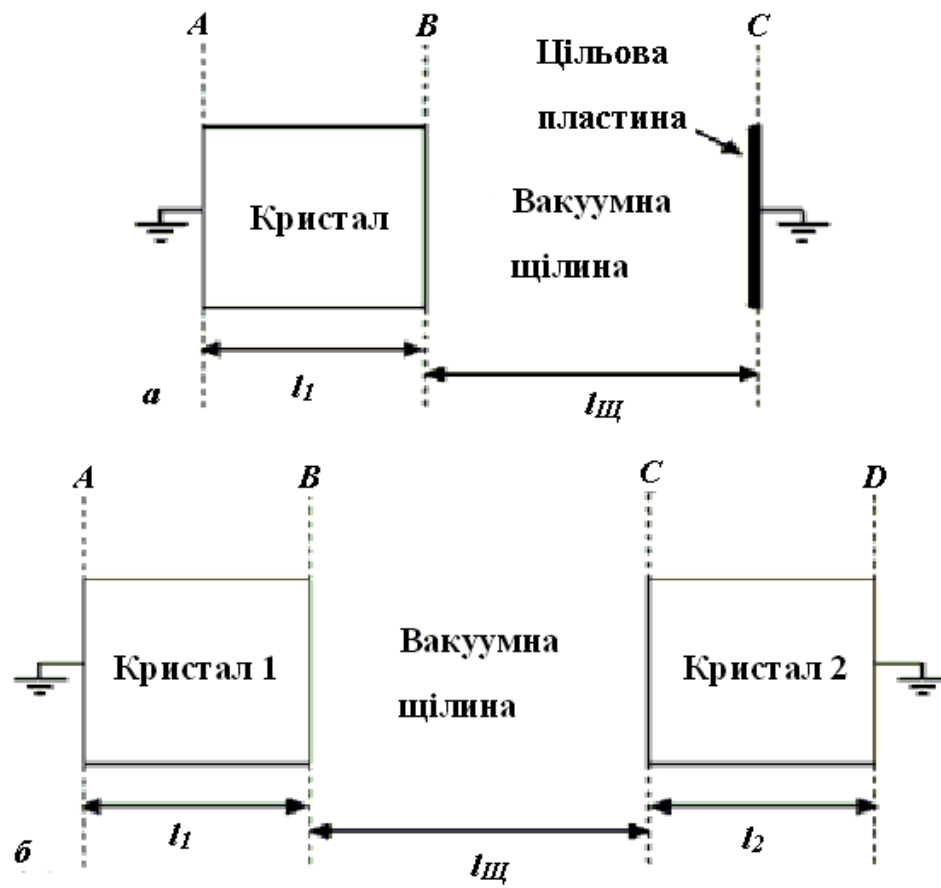 A B C
Цільова
пластина
Вакуумна
щілина
Кристал
l1
lЩ
а
A B C D
Вакуумна
щілина
Кристал 1
Кристал 2
l1
l2
lЩ
б